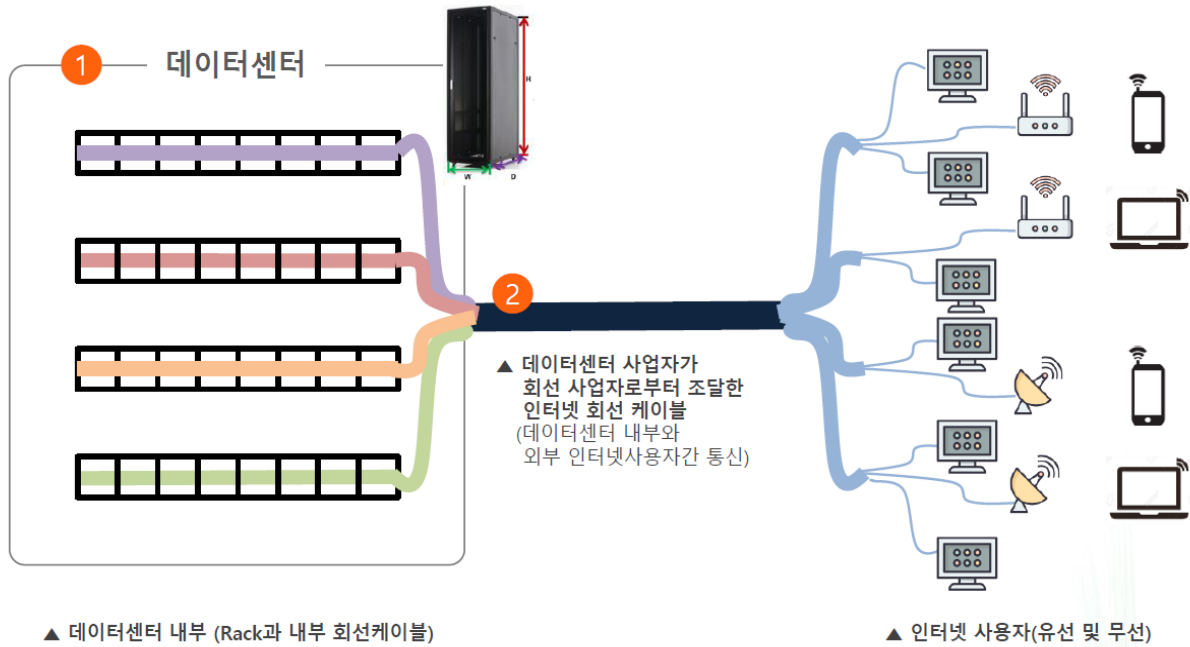 1
데이터센터
H
W
D
2
▲ 데이터센터 사업자가
회선 사업자로부터 조달한
인터넷 회선 케이블
(데이터센터 내부와
외부 인터넷사용자간 통신)
▲ 데이터센터 내부 (Rack과 내부 회선케이블)
▲ 인터넷 사용자(유선 및 무선)